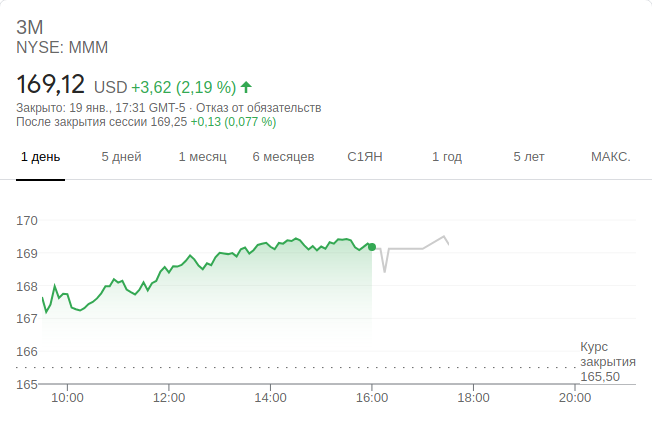 3M
NYSE: MMM
169,12 USD +3,62 (2,19 %)
Закрыто: 19 янв., 17:31 GMT-5 · Отказ от обязательств
После закрытия сессии 169,25 +0,13 (0,077 %)
1 день 5 дней 1 месяц 6 месяцев С1ЯН 1 год 5 лет МАКС.
170
169
168
167
166
Курс
закрытия
165,50
165
10:00 12:00 14:00 16:00 18:00 20:00